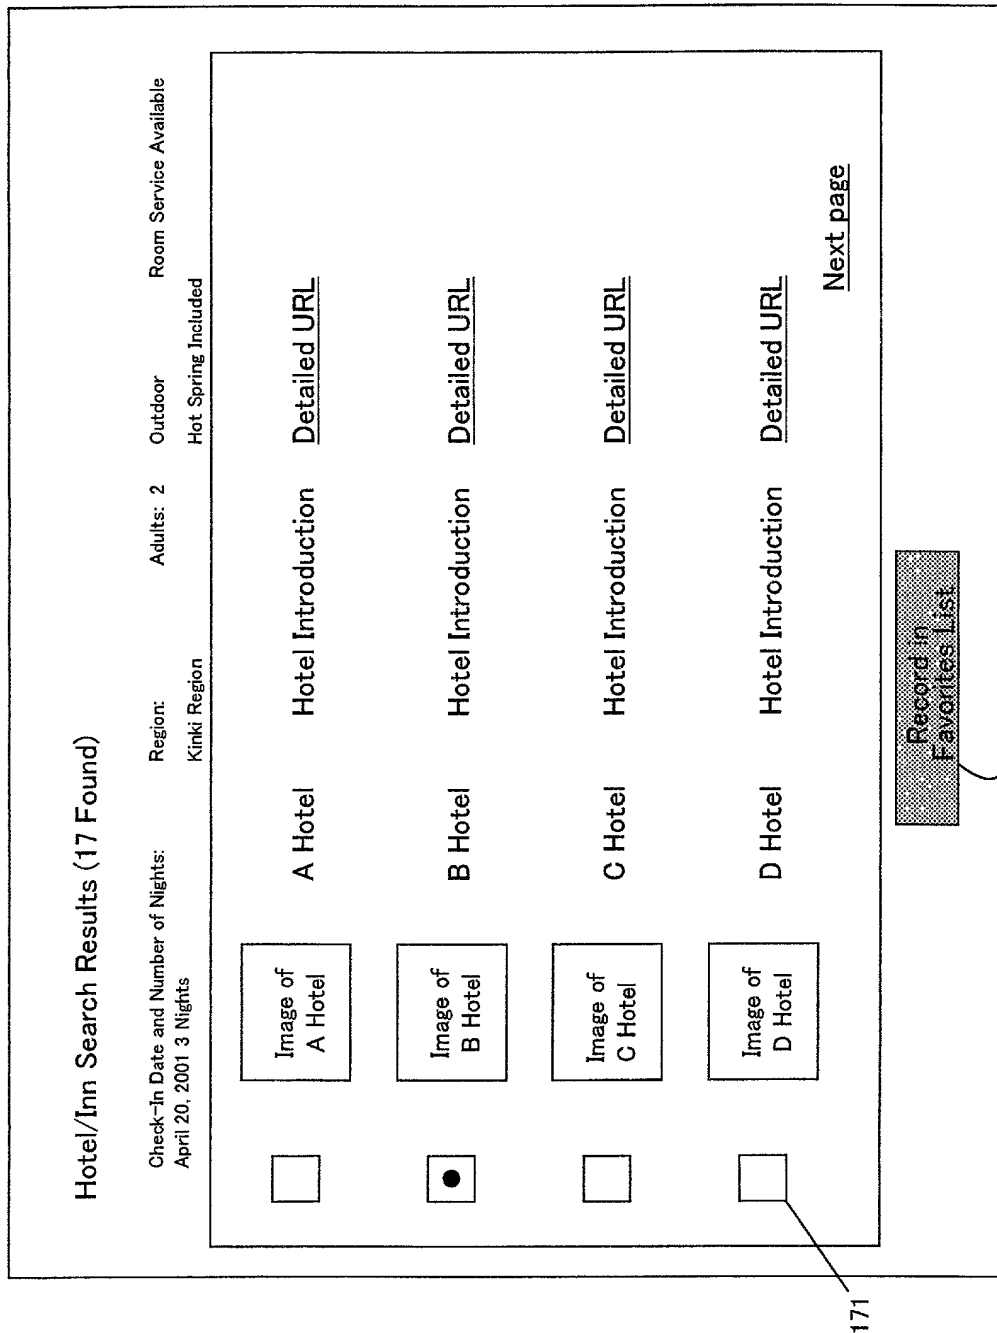 Hotel/Inn Search Results (17 Found)
Check-In Date and Number of Nights:
April 20, 2001 3 Nights
Region:
Kinki Region
Adults: 2
Outdoor
Hot Spring Included
Room Service Available
Image of
A Hotel
A Hotel
Hotel Introduction
Detailed URL
Image of
B Hotel
B Hotel
Hotel Introduction
Detailed URL
Image of
C Hotel
C Hotel
Hotel Introduction
Detailed URL
Image of
D Hotel
D Hotel
Hotel Introduction
Detailed URL
Next page
Record in
Favorites List
171